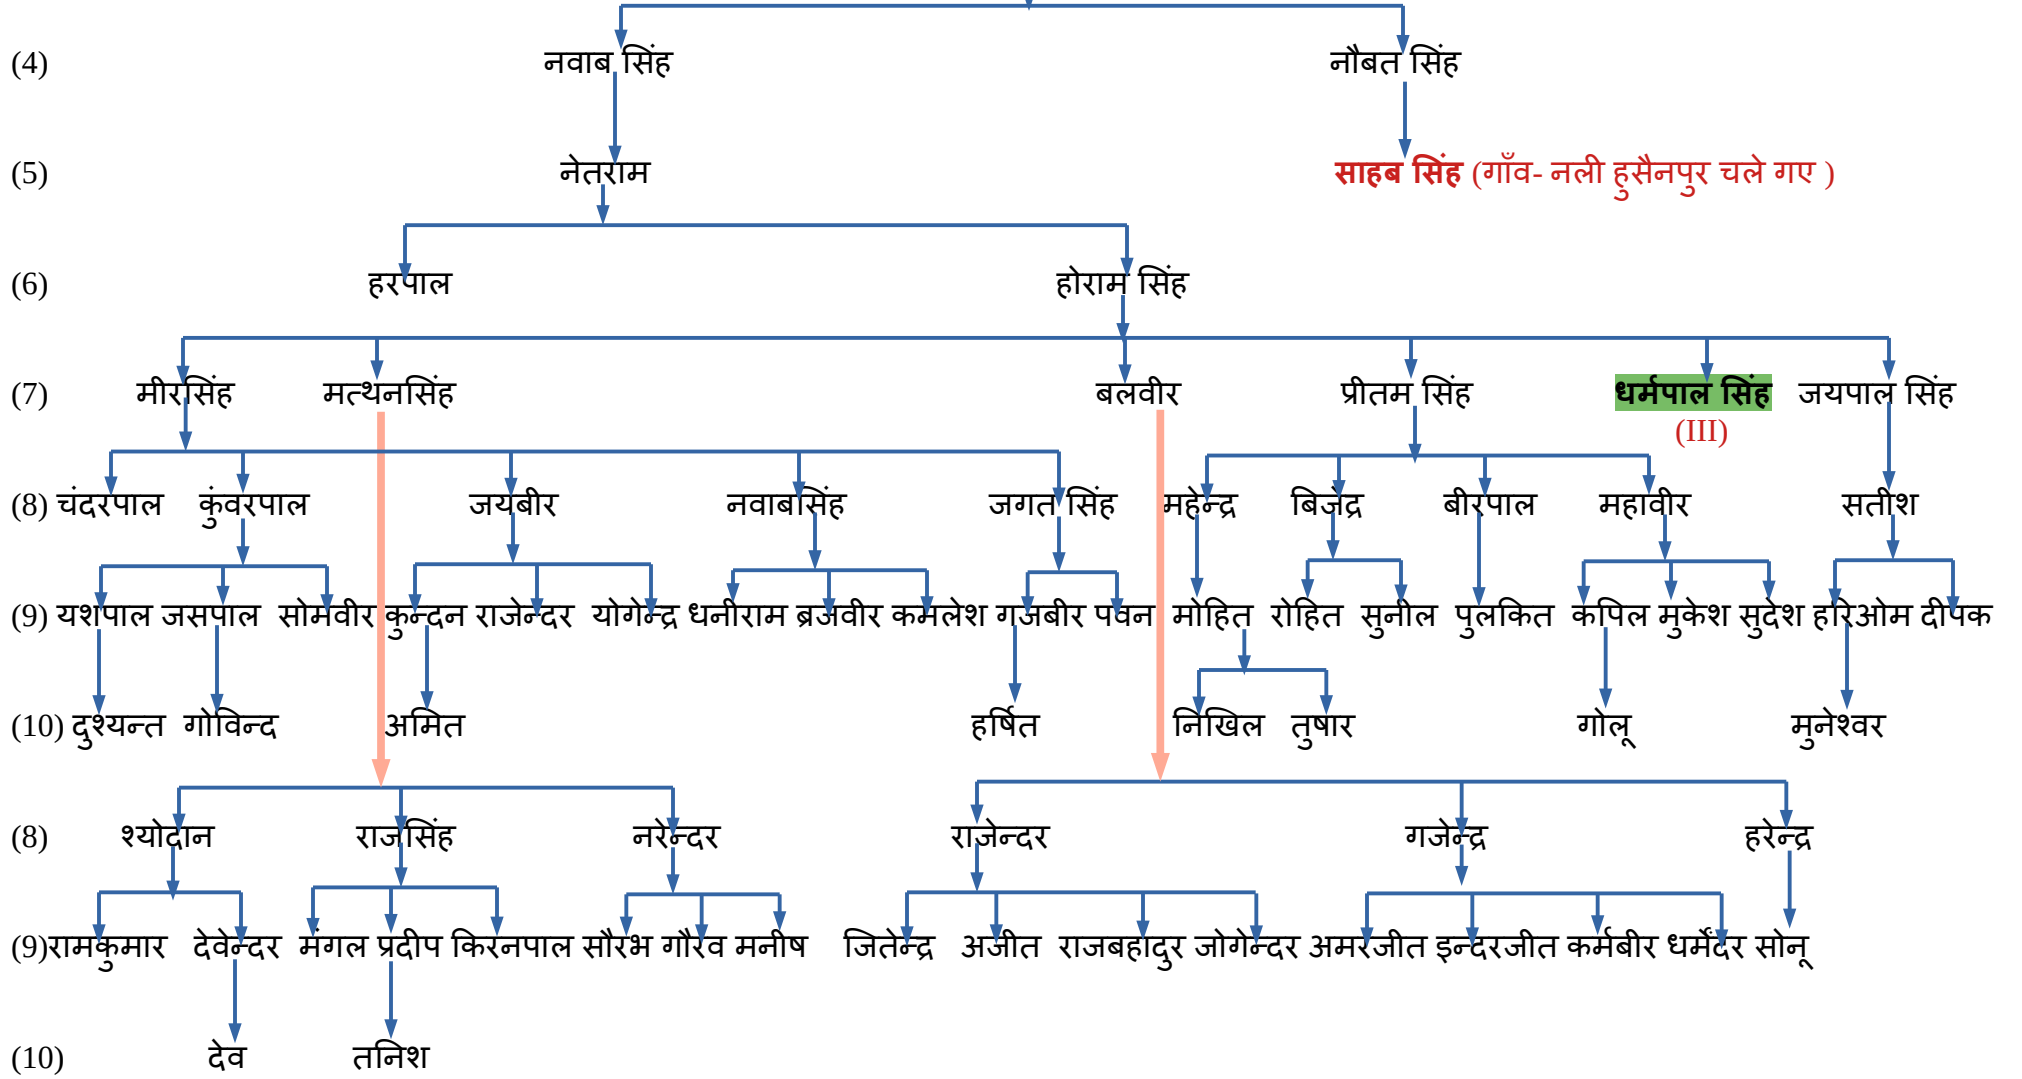 (4) नवाब सिंह नौबत सिंह
(5) नेतराम साहब सिंह (गाँव- नली हुसैनपुर चले गए )
(6) हरपाल होराम सिंह
(7) मीरसिंह मत्थनसिंह बलवीर प्रीतम सिंह धर्मपाल सिंह जयपाल सिंह
(III)
(8) चंदरपाल कुंवरपाल जयबीर नवाबसिंह जगत सिंह महेन्द्र बिजेंद्र बीरपाल महावीर सतीश
(9) यशपाल जसपाल सोमवीर कुन्दन राजेन्दर योगेन्द्र धनीराम ब्रजवीर कमलेश गजबीर पवन मोहित रोहित सुनील पुलकित कपिल मुकेश सुदेश हरिओम दीपक
(10) दुश्यन्त गोविन्द अमित हर्षित निखिल तुषार गोलू मुनेश्वर
(8) श्योदान राजसिंह नरेन्दर राजेन्दर गजेन्द्र हरेन्द्र
(9)रामकुमार देवेन्दर मंगल प्रदीप किरनपाल सौरभ गौरव मनीष जितेन्द्र अजीत राजबहादुर जोगेन्दर अमरजीत इन्दरजीत कर्मबीर धर्मेंदर सोनू
(10) देव तनिश